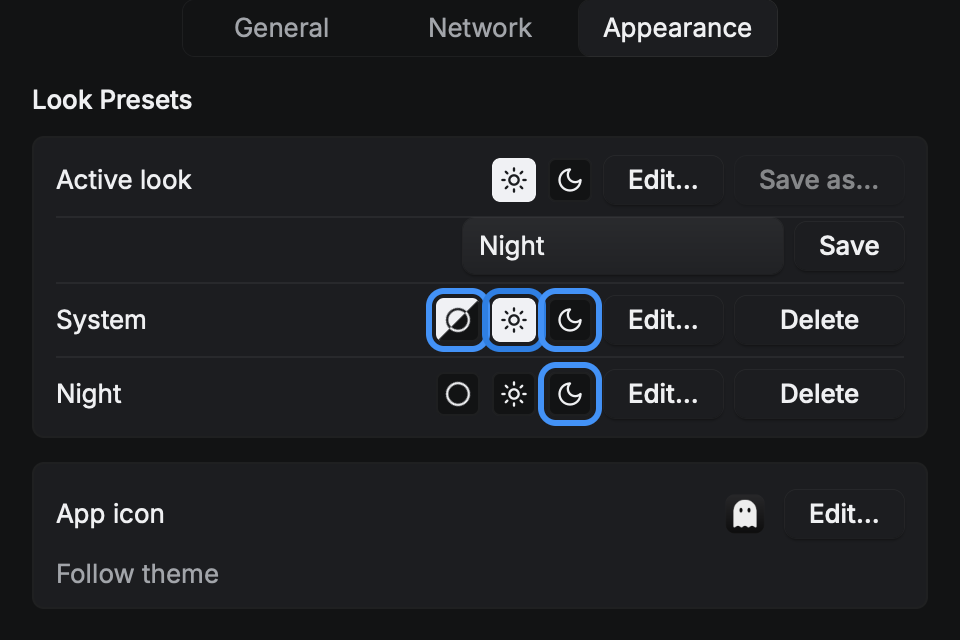 General Network Appearance
Look Presets
Active look Edit... Save as...
Night Save
System Edit... Delete
Night Edit... Delete
App icon Edit...
Follow theme